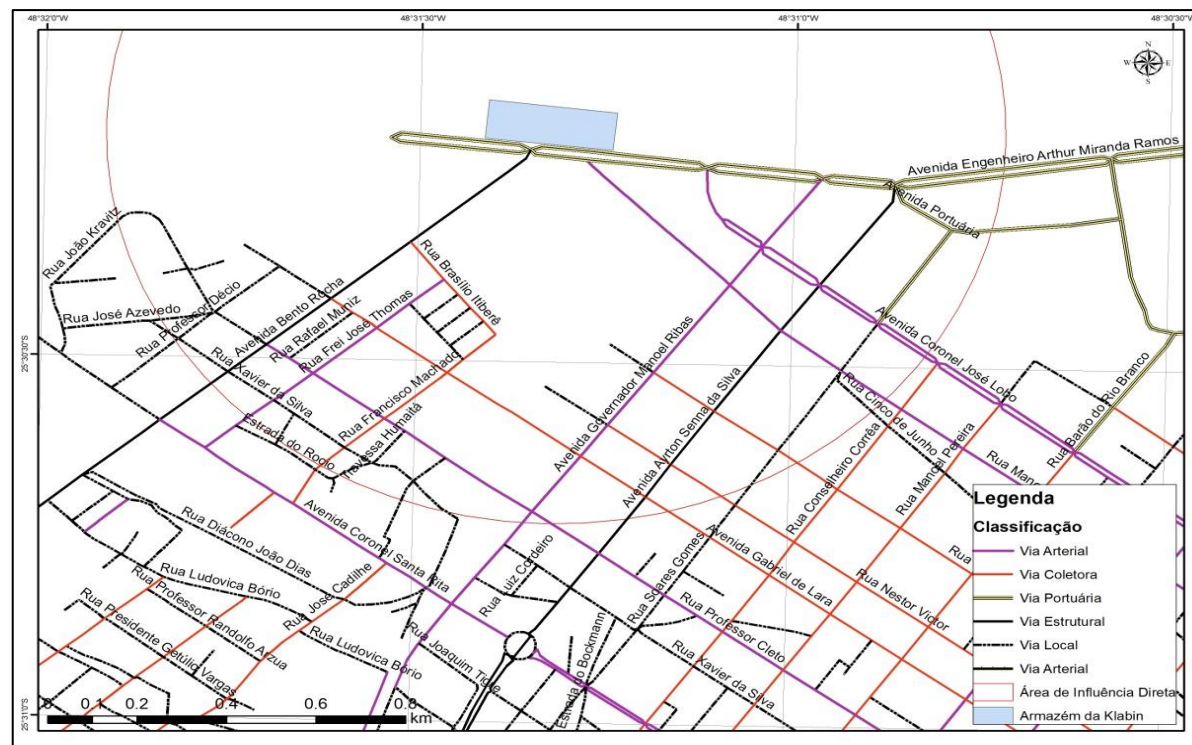 48°32'0"W
48°31'30"W
48°31'0"W
48°30'30"W
N
W
E
S
Avenida Engenheiro Arthur Miranda Ramos
Avenida Portuária
Rua João Kravitz
Rua Brasílio Itiberê
Rua Professor Décio
Avenida Bento Rocha
Rua José Azevedo
Rua Rafael Muniz
Rua Frei José Thomas
Avenida Governador Manoel Ribas
Avenida Coronel José Lobo
25°30'30"S
Rua Xavier da Silva
Rua Francisco Machado
Avenida Ayrton Senna da Silva
Rua Cinco de Junho
Rua Barão do Rio Branco
Estrada do Rogio
Travessa Humaitá
Rua Conselheiro Corrêa
Rua Manoel Pereira
Rua Mano
Rua Diácono João Dias
Avenida Coronel Santa Rita
Avenida Gabriel de Lara
Rua
Rua Ludovica Bório
Rua José Cadilhe
Rua Luiz Cordeiro
Rua Soares Gomes
Rua Nestor Victor
Rua Professor Randolfo Arzua
Rua Presidente Getúlio Vargas
Rua Ludovica Bório
Rua Joaquim Tigre
Estrada do Bockmann
Rua Professor Cleto
Rua Xavier da Silva
25°31'0"S
0 0.1 0.2 0.4 0.6 0.8
km
Legenda
Classificação
Via Arterial
Via Coletora
Via Portuária
Via Estrutural
Via Local
Via Arterial
Área de Influência Direta
Armazém da Klabin